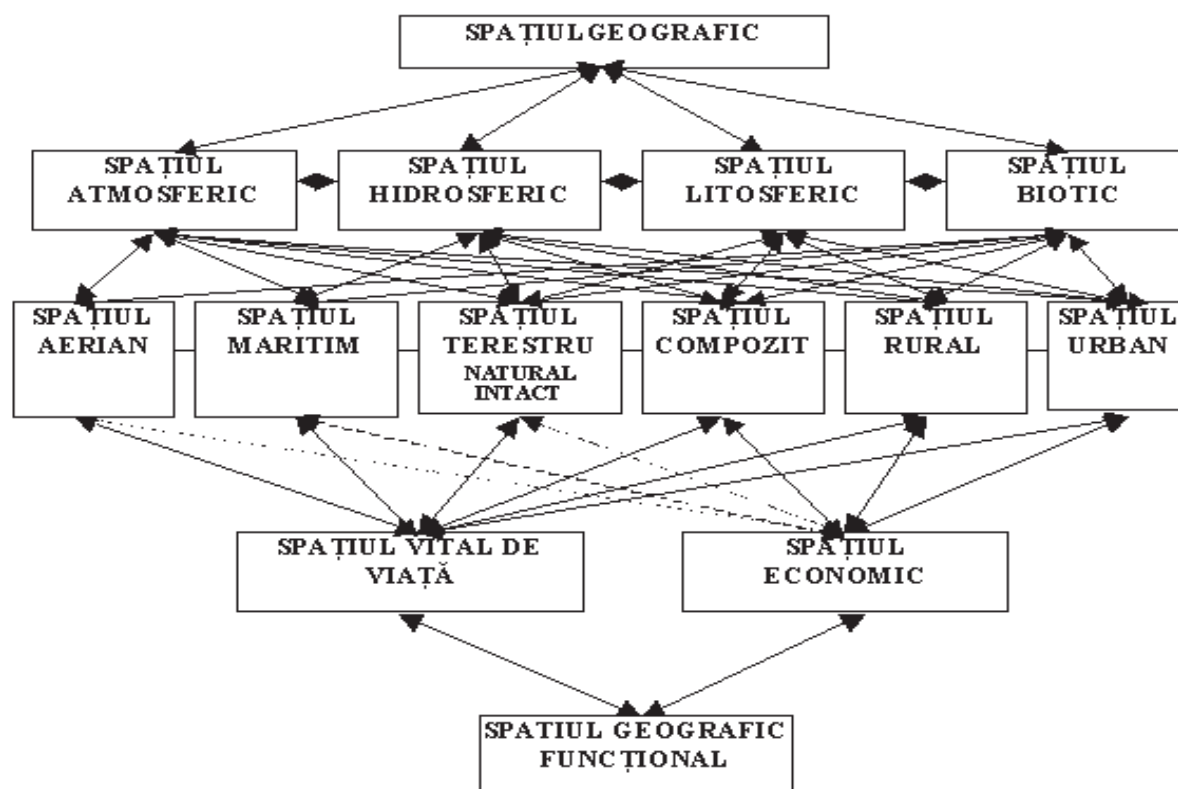 SPAȚIUL GEOGRAFIC
SPAȚIUL
ATMOSFERIC
SPAȚIUL
HIDROSFERIC
SPAȚIUL
LITOSFERIC
SPAȚIUL
BIOTIC
SPAȚIUL
AERIAN
SPAȚIUL
MARITIM
SPAȚIUL
TERESTRU
NATURAL
INTACT
SPAȚIUL
COMPOZIT
SPAȚIUL
RURAL
SPAȚIUL
URBAN
SPAȚIUL VITAL DE
VIAȚĂ
SPAȚIUL
ECONOMIC
SPATIUL GEOGRAFIC
FUNCȚIONAL